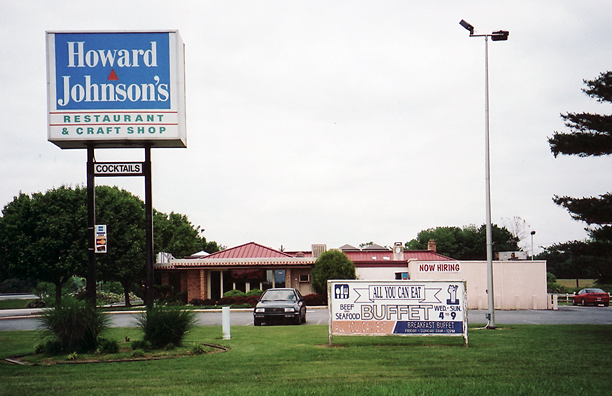 Howard
Johnson's
RESTAURANT
& CRAFT SHOP
COCKTAILS
NOW HIRING
ALL YOU CAN EAT
BEEF
SEAFOOD
BUFFET
WED.-SUN.
4 TO 9
BREAKFAST BUFFET